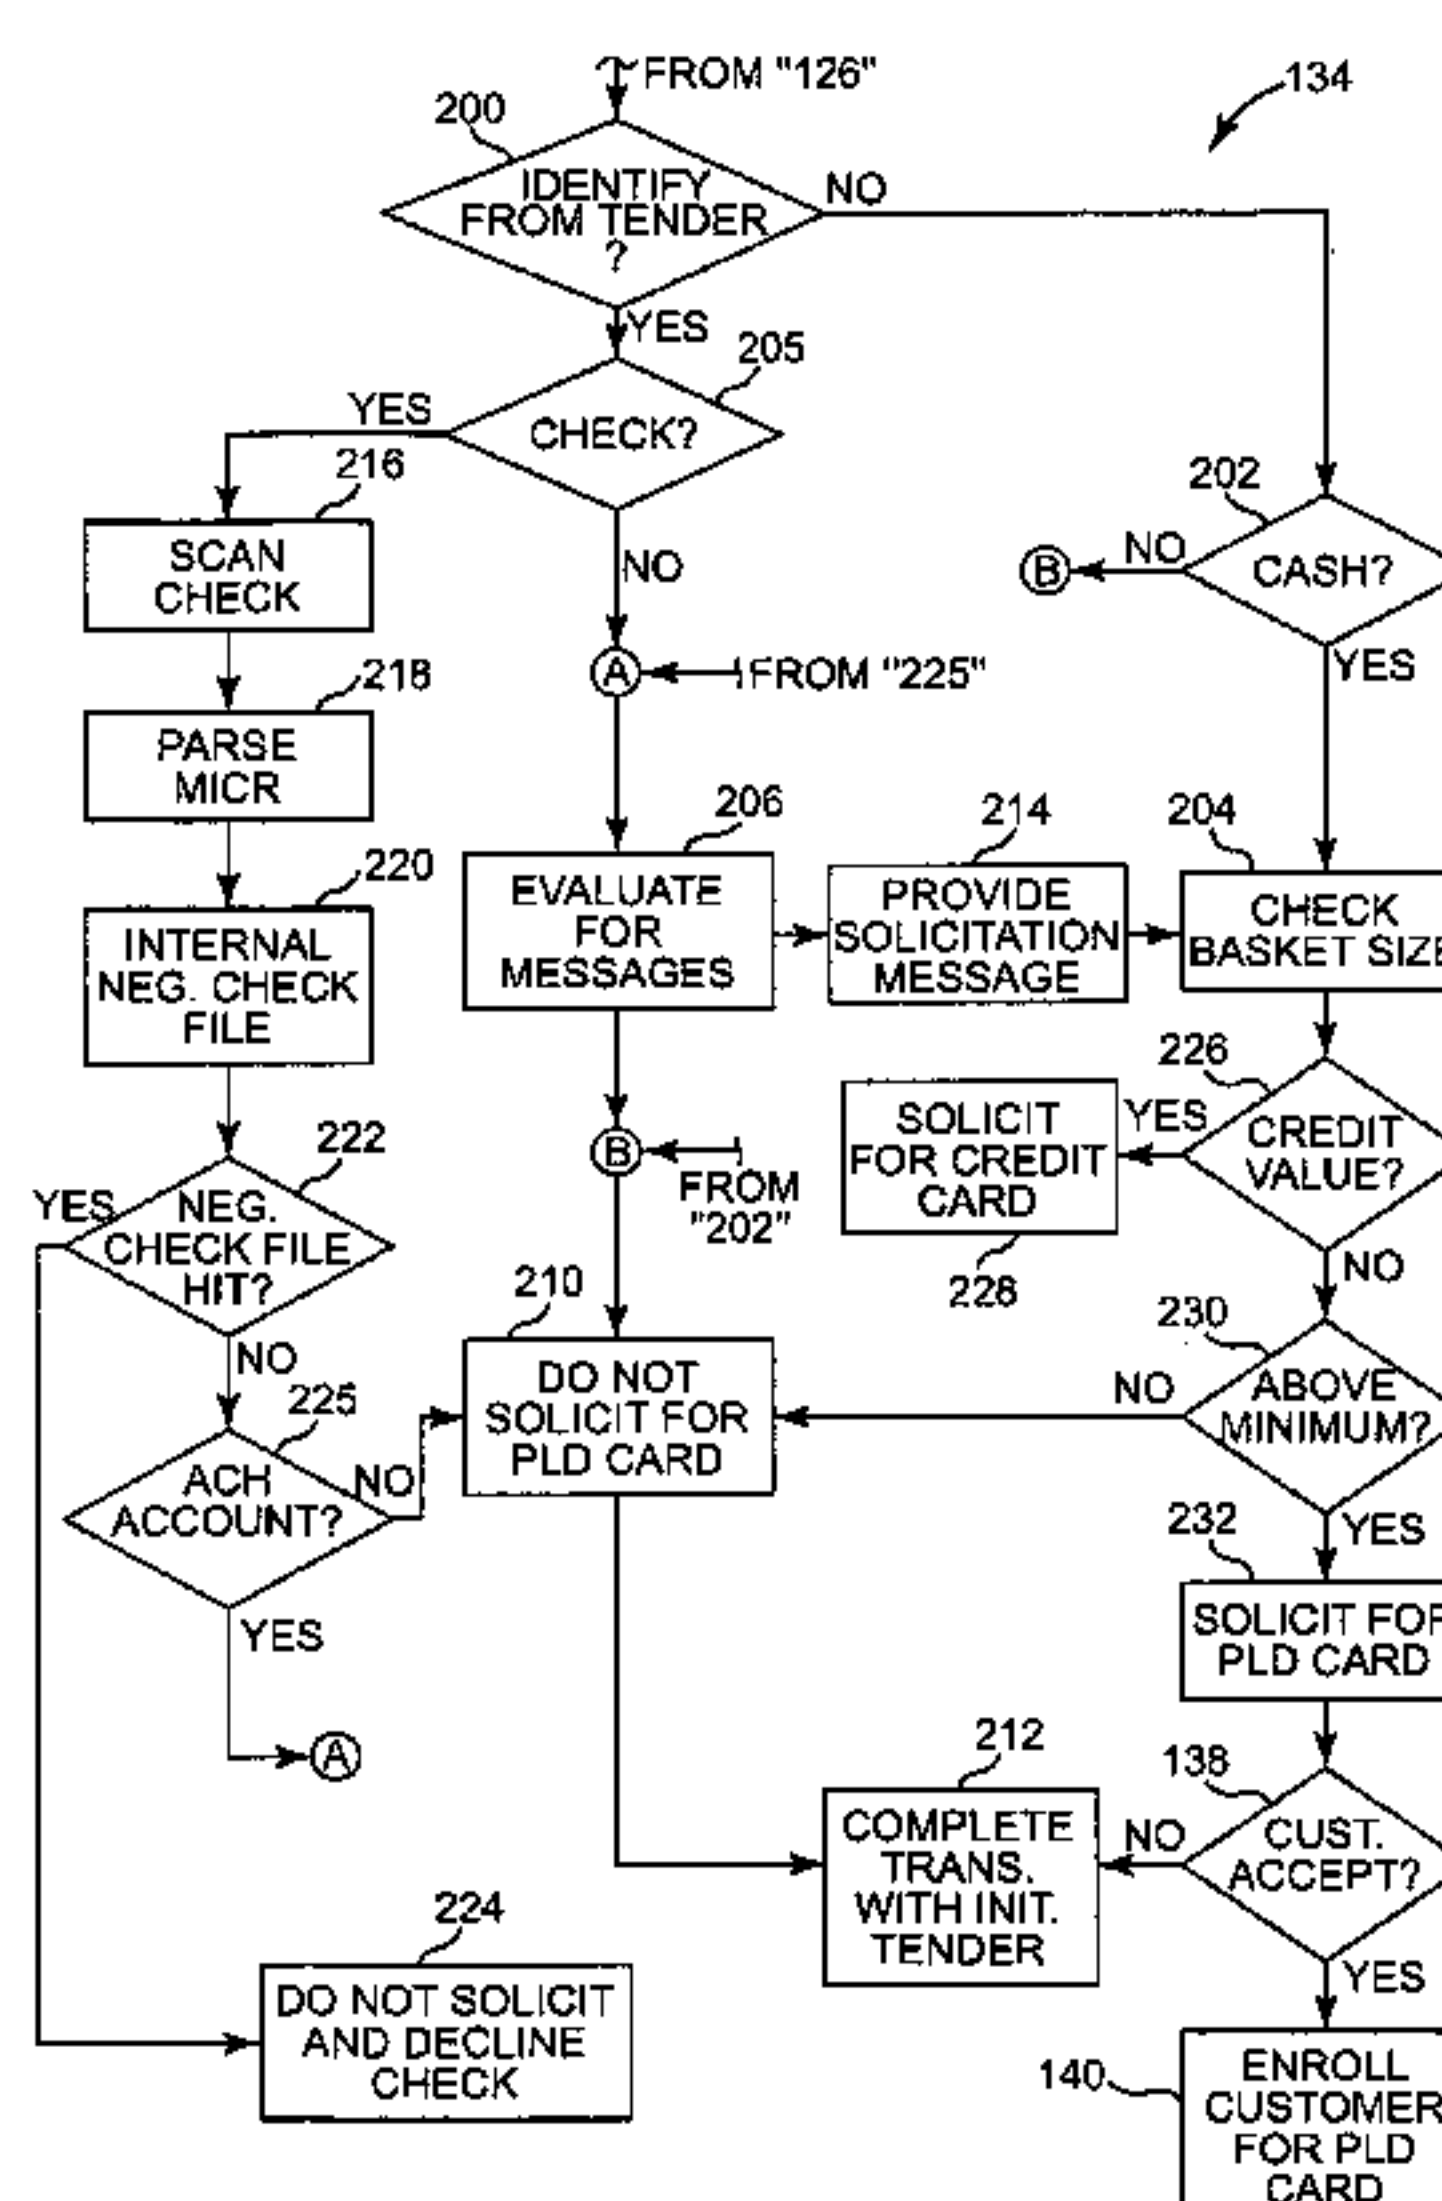 FROM "126"
134
200
IDENTIFY
FROM TENDER
?
NO
YES
205
CHECK?
YES
216
SCAN
CHECK
NO
202
CASH?
NO
B
YES
A
FROM "225"
218
PARSE
MICR
206
EVALUATE
FOR
MESSAGES
214
PROVIDE
SOLICITATION
MESSAGE
204
CHECK
BASKET SIZE
220
INTERNAL
NEG. CHECK
FILE
226
CREDIT
VALUE?
YES
SOLICIT
FOR CREDIT
CARD
228
NO
B
FROM
"202"
222
YES
NEG.
CHECK FILE
HIT?
NO
210
DO NOT
SOLICIT FOR
PLD CARD
230
ABOVE
MINIMUM?
NO
YES
225
ACH
ACCOUNT?
NO
YES
A
232
SOLICIT FOR
PLD CARD
212
COMPLETE
TRANS.
WITH INIT.
TENDER
138
CUST.
ACCEPT?
NO
YES
224
DO NOT SOLICIT
AND DECLINE
CHECK
140
ENROLL
CUSTOMER
FOR PLD
CARD